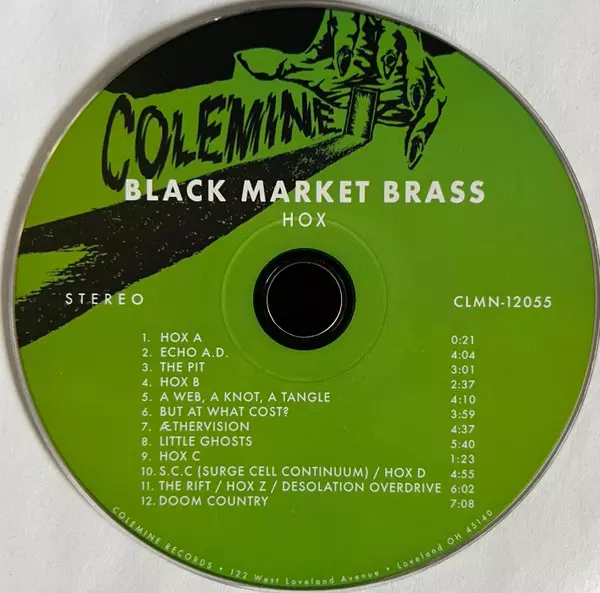 COLEMINE
BLACK MARKET BRASS
HOX
STEREO CLMN-12055
1. HOX A 0:21
2. ECHO A.D. 4:04
3. THE PIT 3:01
4. HOX B 2:37
5. A WEB, A KNOT, A TANGLE 4:10
6. BUT AT WHAT COST? 3:59
7. ÆTHERVISION 4:37
8. LITTLE GHOSTS 5:40
9. HOX C 1:23
10. S.C.C (SURGE CELL CONTINUUM) / HOX D 4:55
11. THE RIFT / HOX Z / DESOLATION OVERDRIVE 6:02
12. DOOM COUNTRY 7:08
COLEMINE RECORDS • 122 West Loveland Avenue • Loveland OH 45140